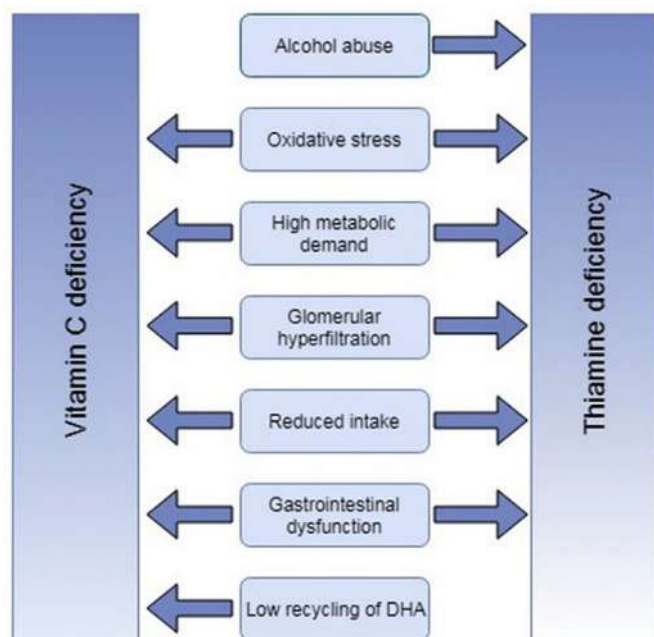 Alcohol abuse
Oxidative stress
High metabolic
demand
Glomerular
hyperfiltration
Reduced intake
Gastrointestinal
dysfunction
Low recycling of DHA
Vitamin C deficiency
Thiamine deficiency